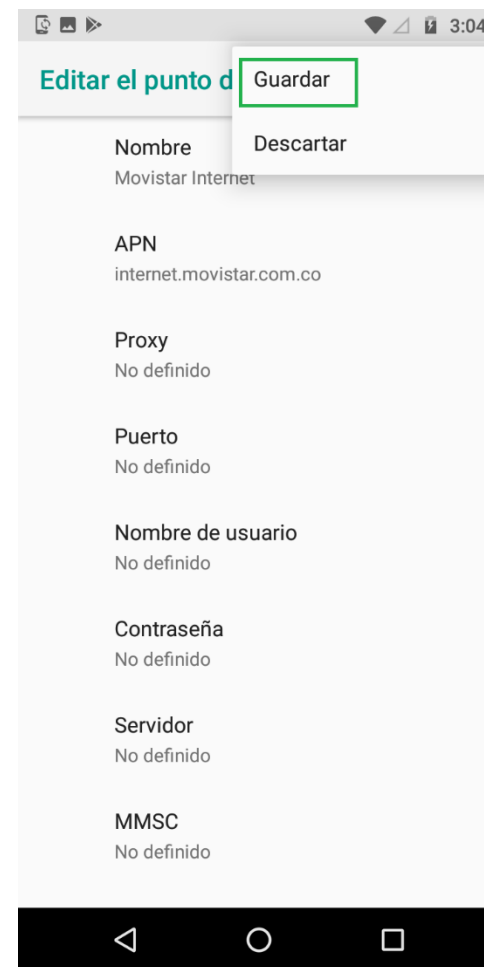 3:04
Editar el punto d
Guardar
Descartar
Nombre
Movistar Internet
APN
internet.movistar.com.co
Proxy
No definido
Puerto
No definido
Nombre de usuario
No definido
Contraseña
No definido
Servidor
No definido
MMSC
No definido